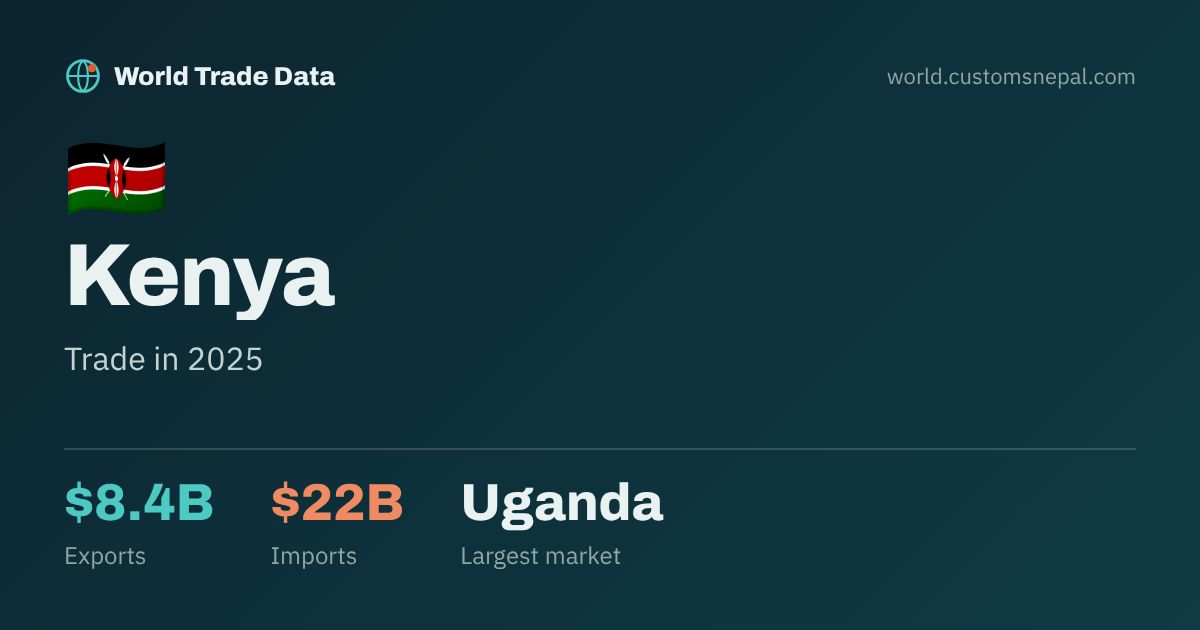 World Trade Data
world.customsnepal.com
Kenya
Trade in 2025
$8.4B $22B Uganda
Exports Imports Largest market